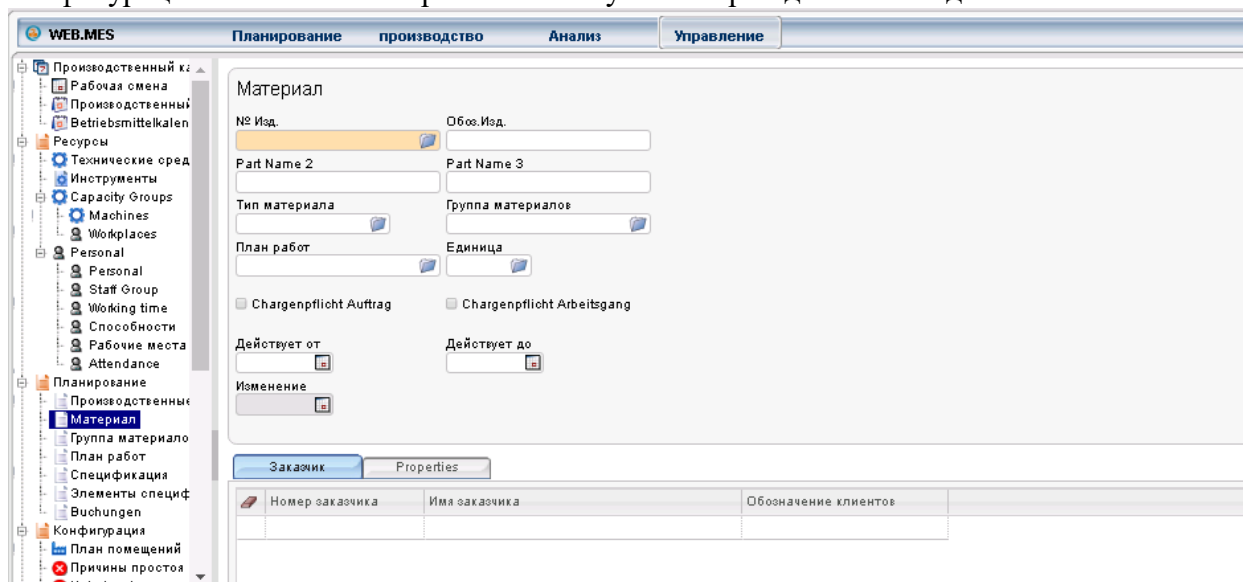 WEB.MES Планирование производство Анализ Управление
Производственный ка
Рабочая смена
Производственный
Betriebsmittelkalen
Ресурсы
Технические сред
Инструменты
Capacity Groups
Machines
Workplaces
Personal
Personal
Staff Group
Working time
Способности
Рабочие места
Attendance
Планирование
Производственные
Материал
Группа материало
План работ
Спецификация
Элементы специф
Buchungen
Конфигурация
План помещений
Причины простоя
Материал
№ Изд. Обоз.Изд.
Part Name 2 Part Name 3
Тип материала Группа материалов
План работ Единица
Chargenpflicht Auftrag Chargenpflicht Arbeitsgang
Действует от Действует до
Изменение
Заказчик Properties
Номер заказчика Имя заказчика Обозначение клиентов